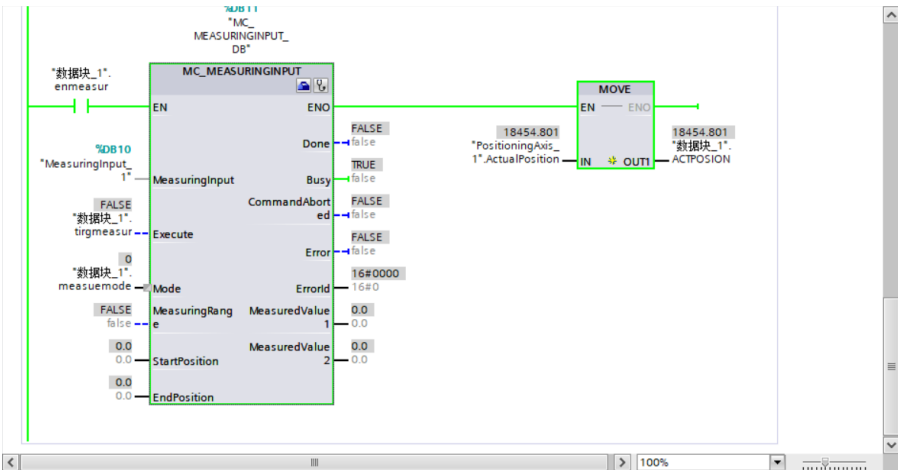 %DB11
"MC_
MEASURINGINPUT_
DB"
"数据块_1".
enmeasur
MC_MEASURINGINPUT
EN
ENO
MOVE
EN
ENO
%DB10
"MeasuringInput_
1"
MeasuringInput
Done
FALSE
false
Busy
TRUE
false
18454.801
"PositioningAxis_
1".ActualPosition
IN
OUT1
18454.801
"数据块_1".
ACTPOSION
FALSE
"数据块_1".
tirgmeasur
Execute
CommandAbort
ed
FALSE
false
Error
FALSE
false
0
"数据块_1".
measuemode
Mode
ErrorId
16#0000
16#0
FALSE
false
MeasuringRang
e
MeasuredValue
1
0.0
0.0
0.0
0.0
StartPosition
MeasuredValue
2
0.0
0.0
0.0
0.0
EndPosition
100%